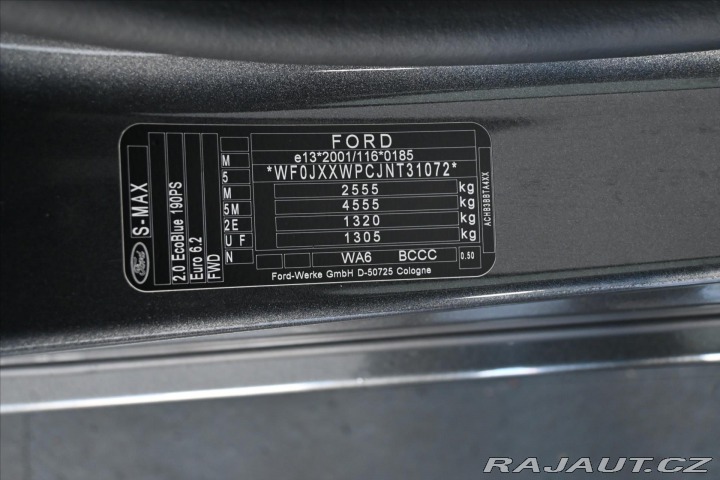 FORD
e13*2001/116*0185
*WF0JXXWPCJNT31072*
2555 kg
4555 kg
1320 kg
1305 kg
WA6 BCCC 0.50
Ford-Werke GmbH D-50725 Cologne
M
5
M
5M
2E
U F
N
Ford
S-MAX
2.0 EcoBlue 190PS
Euro 6.2
FWD
ACHB3BBTA4XX
RAJAUT.CZ